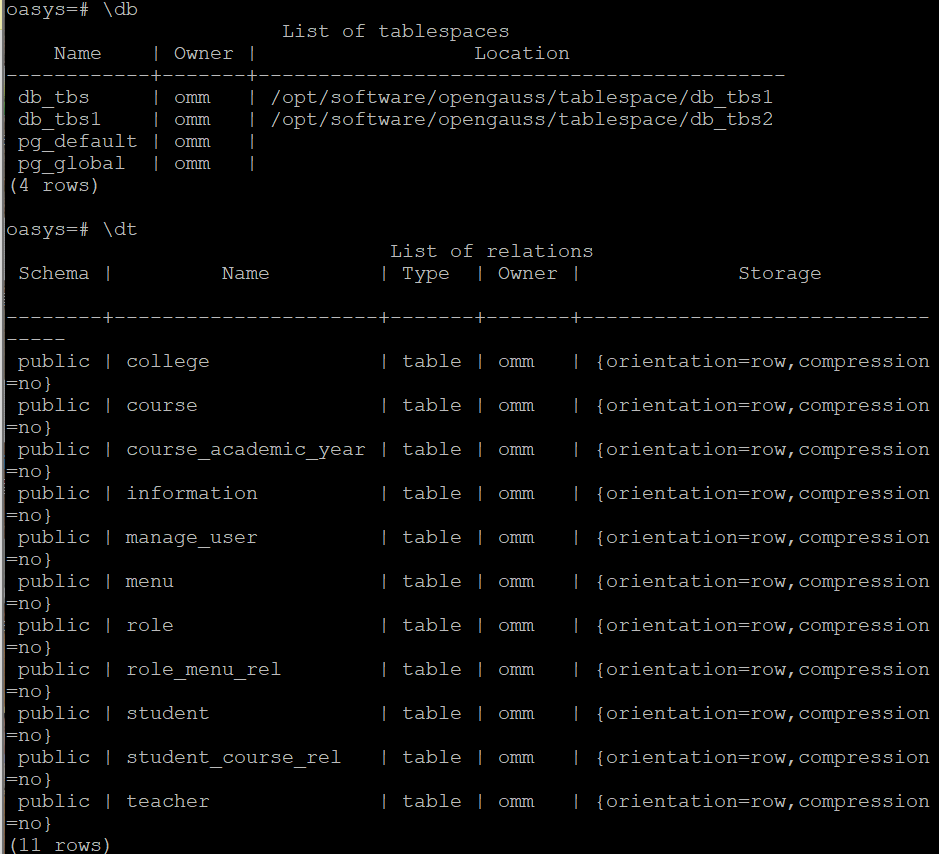 oasys=# \db
                       List of tablespaces
    Name    | Owner |                  Location
------------+-------+--------------------------------------------
 db_tbs     | omm   | /opt/software/opengauss/tablespace/db_tbs1
 db_tbs1    | omm   | /opt/software/opengauss/tablespace/db_tbs2
 pg_default | omm   |
 pg_global  | omm   |
(4 rows)
oasys=# \dt
                                List of relations
 Schema |         Name         | Type  | Owner |             Storage
--------+----------------------+-------+-------+-----------------------------
-----
 public | college              | table | omm   | {orientation=row,compression
=no}
 public | course               | table | omm   | {orientation=row,compression
=no}
 public | course_academic_year | table | omm   | {orientation=row,compression
=no}
 public | information          | table | omm   | {orientation=row,compression
=no}
 public | manage_user          | table | omm   | {orientation=row,compression
=no}
 public | menu                 | table | omm   | {orientation=row,compression
=no}
 public | role                 | table | omm   | {orientation=row,compression
=no}
 public | role_menu_rel        | table | omm   | {orientation=row,compression
=no}
 public | student              | table | omm   | {orientation=row,compression
=no}
 public | student_course_rel   | table | omm   | {orientation=row,compression
=no}
 public | teacher              | table | omm   | {orientation=row,compression
=no}
(11 rows)